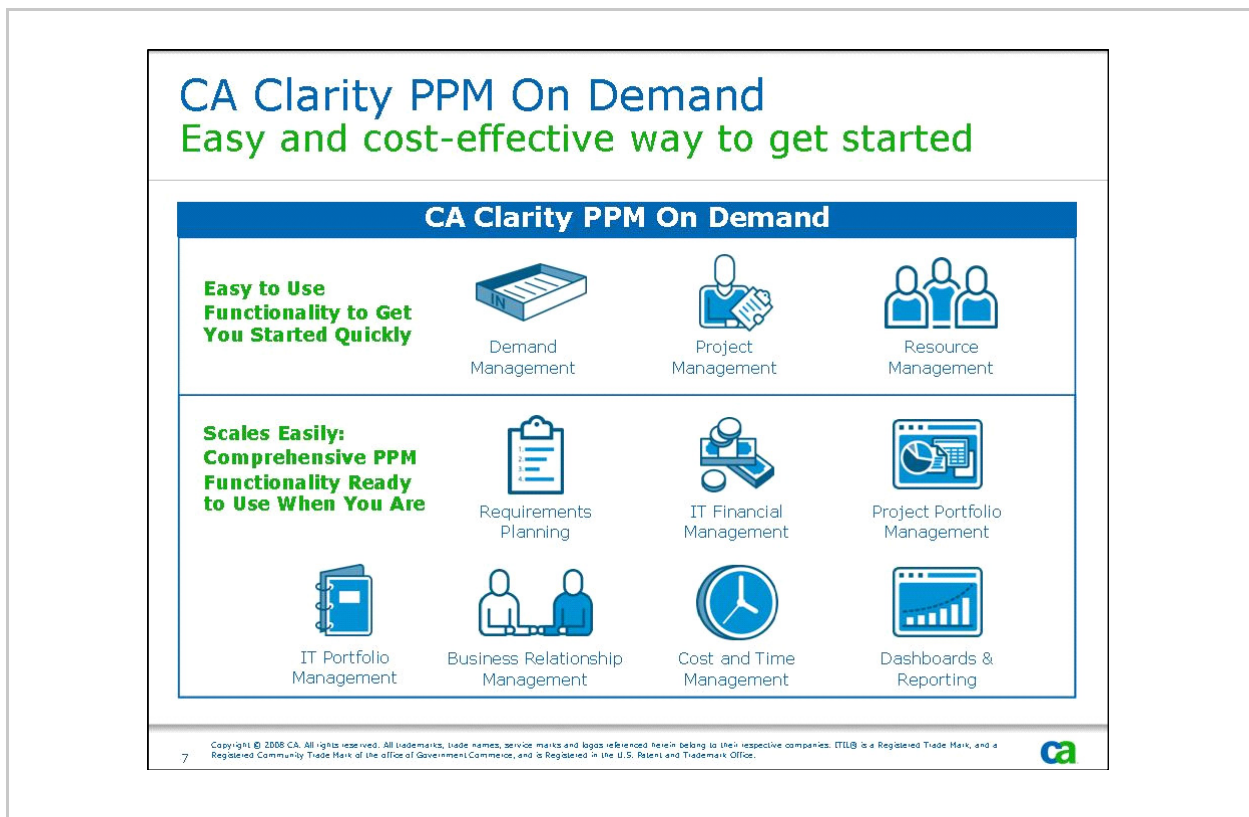 CA Clarity PPM On Demand
Easy and cost-effective way to get started
CA Clarity PPM On Demand
Easy to Use
Functionality to Get
You Started Quickly
IN
Demand
Management
Project
Management
Resource
Management
Scales Easily:
Comprehensive PPM
Functionality Ready
to Use When You Are
1.
2.
3.
4.
Requirements
Planning
IT Financial
Management
Project Portfolio
Management
IT Portfolio
Management
Business Relationship
Management
Cost and Time
Management
Dashboards &
Reporting
7
Copyright © 2008 CA. All rights reserved. All trademarks, trade names, service marks and logos referenced herein belong to their respective companies. ITIL® is a Registered Trade Mark, and a
Registered Community Trade Mark of the office of Government Commerce, and is Registered in the U.S. Patent and Trademark Office.
ca